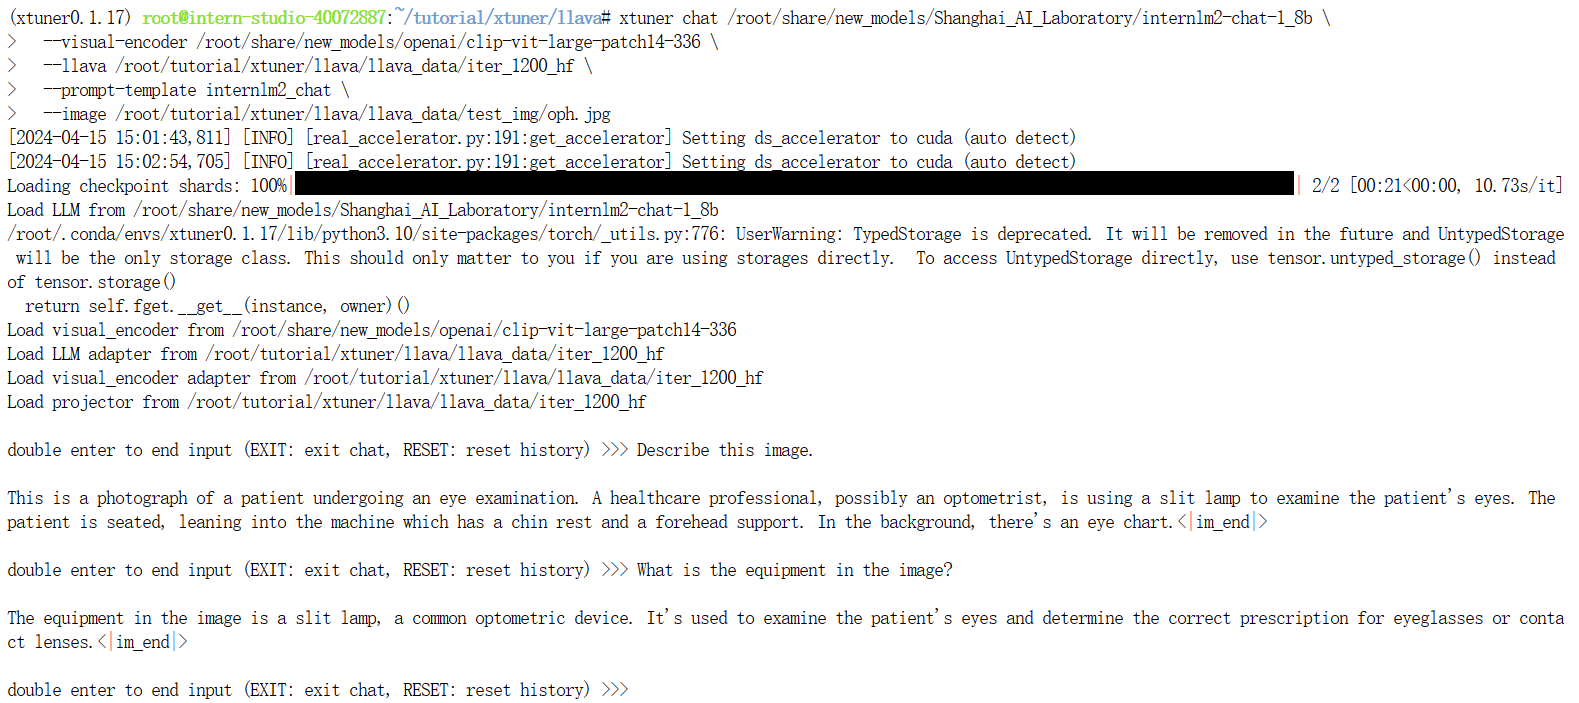 (xtuner0.1.17) root@intern-studio-40072887:~/tutorial/xtuner/llava# xtuner chat /root/share/new_models/Shanghai_AI_Laboratory/internlm2-chat-1_8b \
>   --visual-encoder /root/share/new_models/openai/clip-vit-large-patch14-336 \
>   --llava /root/tutorial/xtuner/llava/llava_data/iter_1200_hf \
>   --prompt-template internlm2_chat \
>   --image /root/tutorial/xtuner/llava/llava_data/test_img/oph.jpg
[2024-04-15 15:01:43,811] [INFO] [real_accelerator.py:191:get_accelerator] Setting ds_accelerator to cuda (auto detect)
[2024-04-15 15:02:54,705] [INFO] [real_accelerator.py:191:get_accelerator] Setting ds_accelerator to cuda (auto detect)
Loading checkpoint shards: 100%| | 2/2 [00:21<00:00, 10.73s/it]
Load LLM from /root/share/new_models/Shanghai_AI_Laboratory/internlm2-chat-1_8b
/root/.conda/envs/xtuner0.1.17/lib/python3.10/site-packages/torch/_utils.py:776: UserWarning: TypedStorage is deprecated. It will be removed in the future and UntypedStorage
 will be the only storage class. This should only matter to you if you are using storages directly.  To access UntypedStorage directly, use tensor.untyped_storage() instead
of tensor.storage()
  return self.fget.__get__(instance, owner)()
Load visual_encoder from /root/share/new_models/openai/clip-vit-large-patch14-336
Load LLM adapter from /root/tutorial/xtuner/llava/llava_data/iter_1200_hf
Load visual_encoder adapter from /root/tutorial/xtuner/llava/llava_data/iter_1200_hf
Load projector from /root/tutorial/xtuner/llava/llava_data/iter_1200_hf
double enter to end input (EXIT: exit chat, RESET: reset history) >>> Describe this image.
This is a photograph of a patient undergoing an eye examination. A healthcare professional, possibly an optometrist, is using a slit lamp to examine the patient's eyes. The
patient is seated, leaning into the machine which has a chin rest and a forehead support. In the background, there's an eye chart.<|im_end|>
double enter to end input (EXIT: exit chat, RESET: reset history) >>> What is the equipment in the image?
The equipment in the image is a slit lamp, a common optometric device. It's used to examine the patient's eyes and determine the correct prescription for eyeglasses or conta
ct lenses.<|im_end|>
double enter to end input (EXIT: exit chat, RESET: reset history) >>>